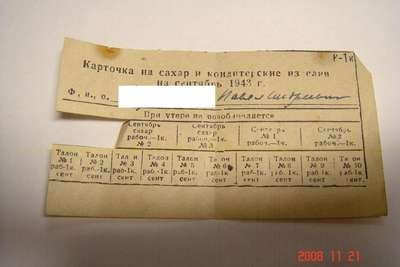 Р-1к
Карточка на сахар и кондитерские изделия
на сентябрь 1943 г.
Ф., и., о.
При утере не возобновляется
Сентябрь Сентябрь Сентябрь Сентябрь
сахар сахар № 1 № 2
рабоч.—1к. рабоч.—1к. рабоч.—1к. рабоч.—1к.
№ 2 № 3
Талон Талон Талон Талон Талон Талон Талон Талон Талон Талон
№ 1 № 2 № 3 № 4 № 5 № 6 № 7 № 8 № 9 № 10
раб-1к. раб-1к. раб-1к. раб-1к. раб-1к. раб-1к. раб-1к. раб-1к. раб-1к. раб-1к.
сент сент сент сент сент сент сент сент сент сент
2008 11 21